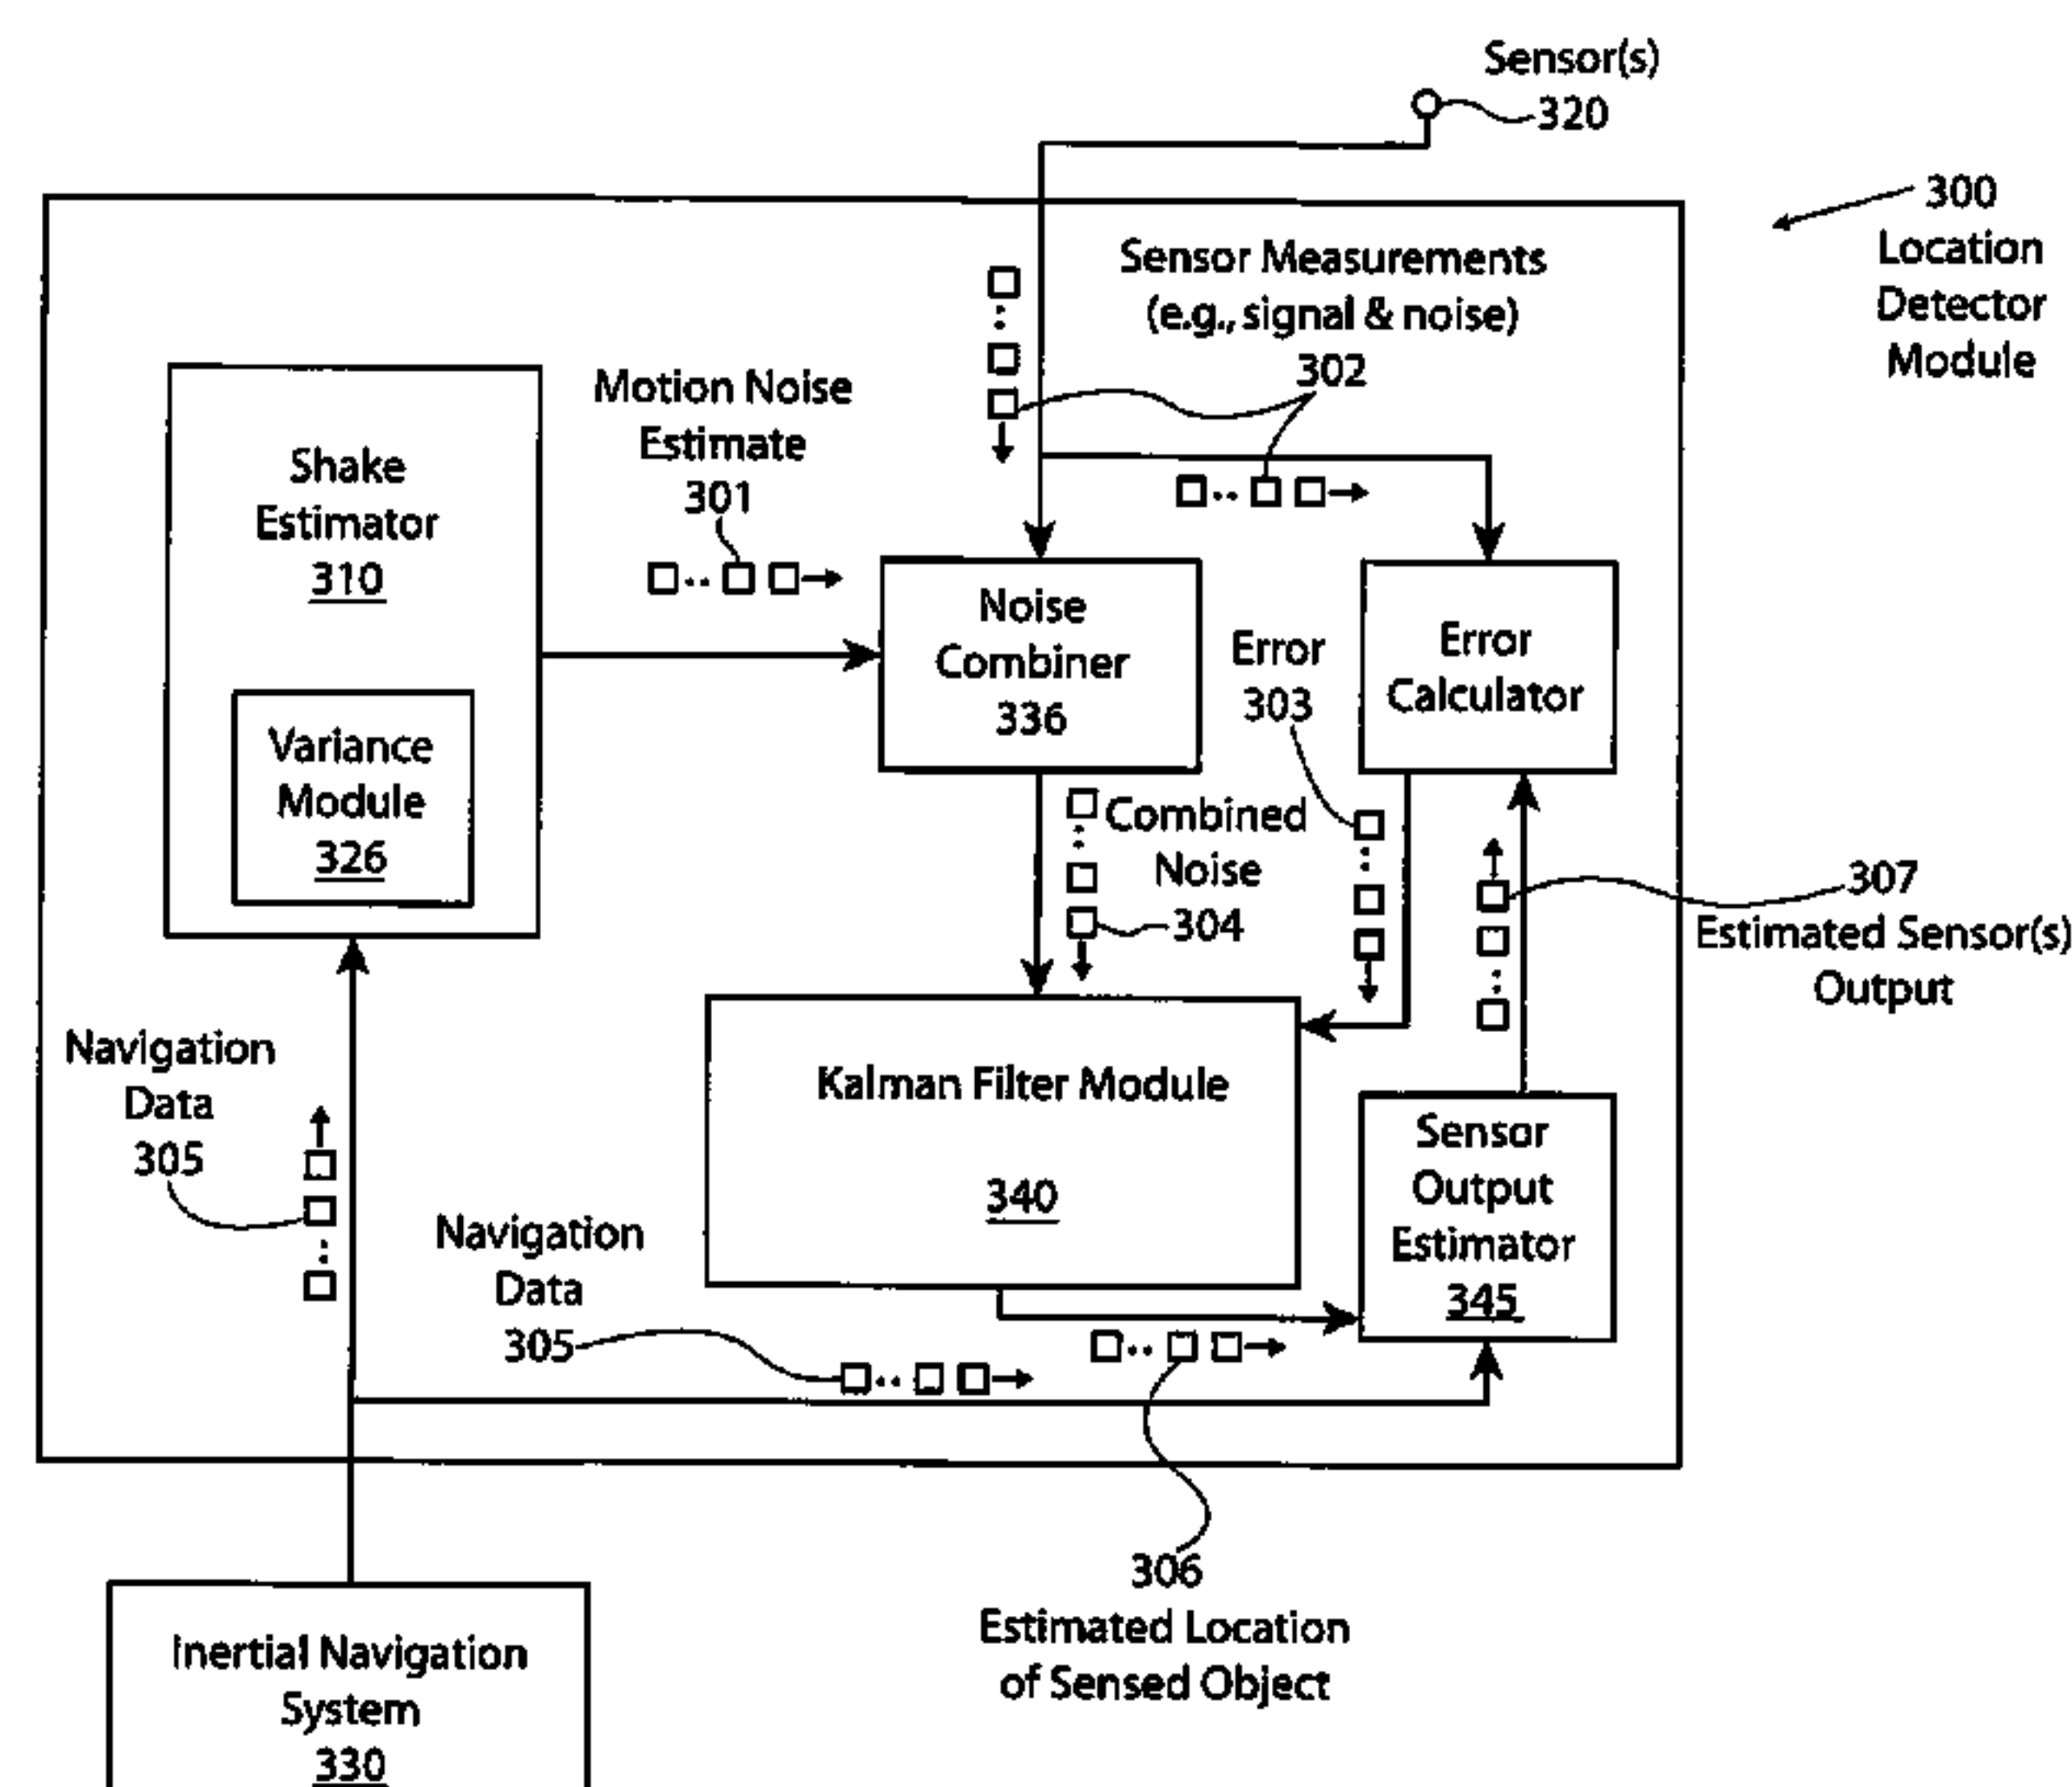 Sensor(s)
320
300
Location
Detector
Module
Sensor Measurements
(e.g., signal & noise)
302
Motion Noise
Estimate
301
Shake
Estimator
310
Variance
Module
326
Noise
Combiner
336
Error
303
Error
Calculator
Combined
Noise
304
307
Estimated Sensor(s)
Output
Navigation
Data
305
Kalman Filter Module
340
Sensor
Output
Estimator
345
Navigation
Data
305
306
Estimated Location
of Sensed Object
Inertial Navigation
System
330